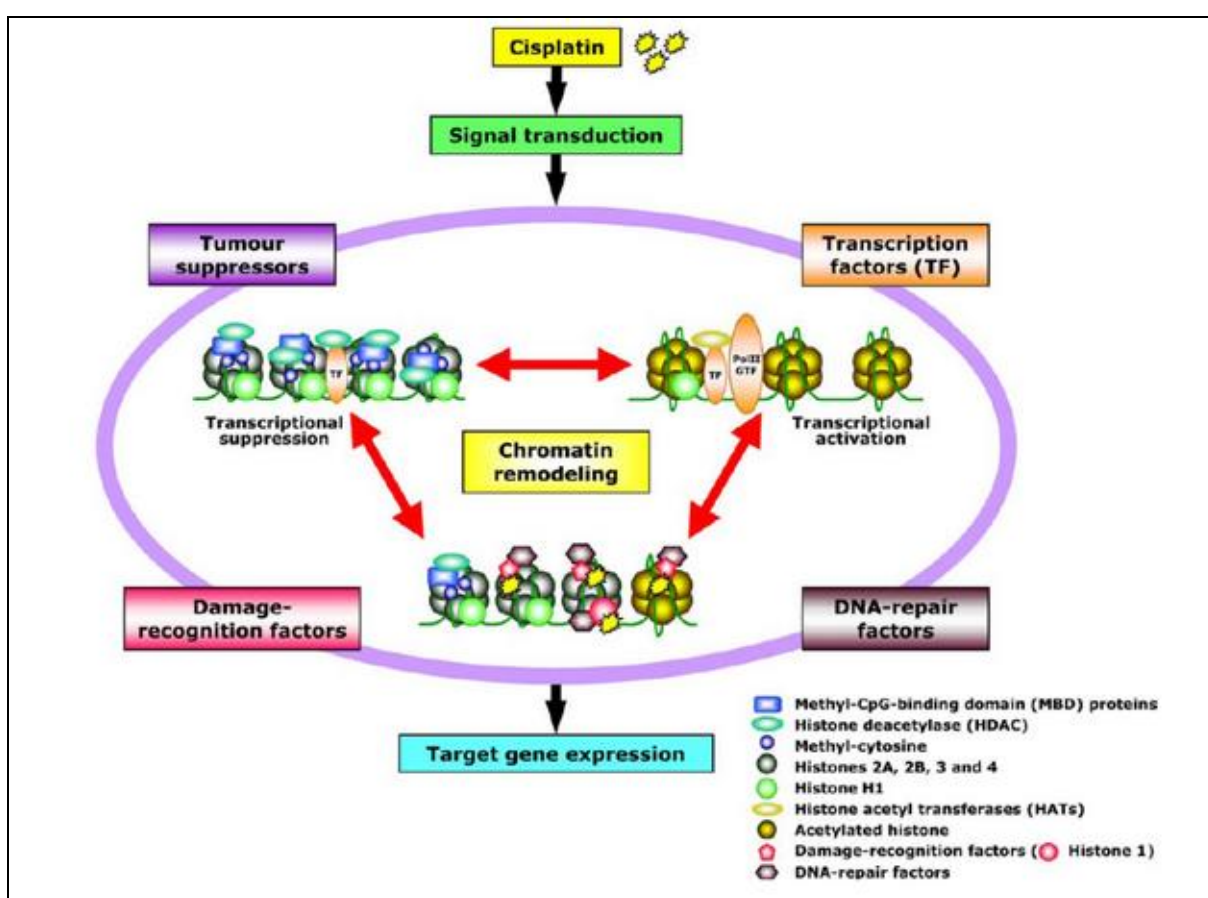 Cisplatin
Signal transduction
Tumour
suppressors
Transcription
factors (TF)
TF
TF
PolII
GTF
Transcriptional
suppression
Transcriptional
activation
Chromatin
remodeling
Damage-
recognition factors
DNA-repair
factors
Target gene expression
Methyl-CpG-binding domain (MBD) proteins
Histone deacetylase (HDAC)
Methyl-cytosine
Histones 2A, 2B, 3 and 4
Histone H1
Histone acetyl transferases (HATs)
Acetylated histone
Damage-recognition factors ( Histone 1)
DNA-repair factors